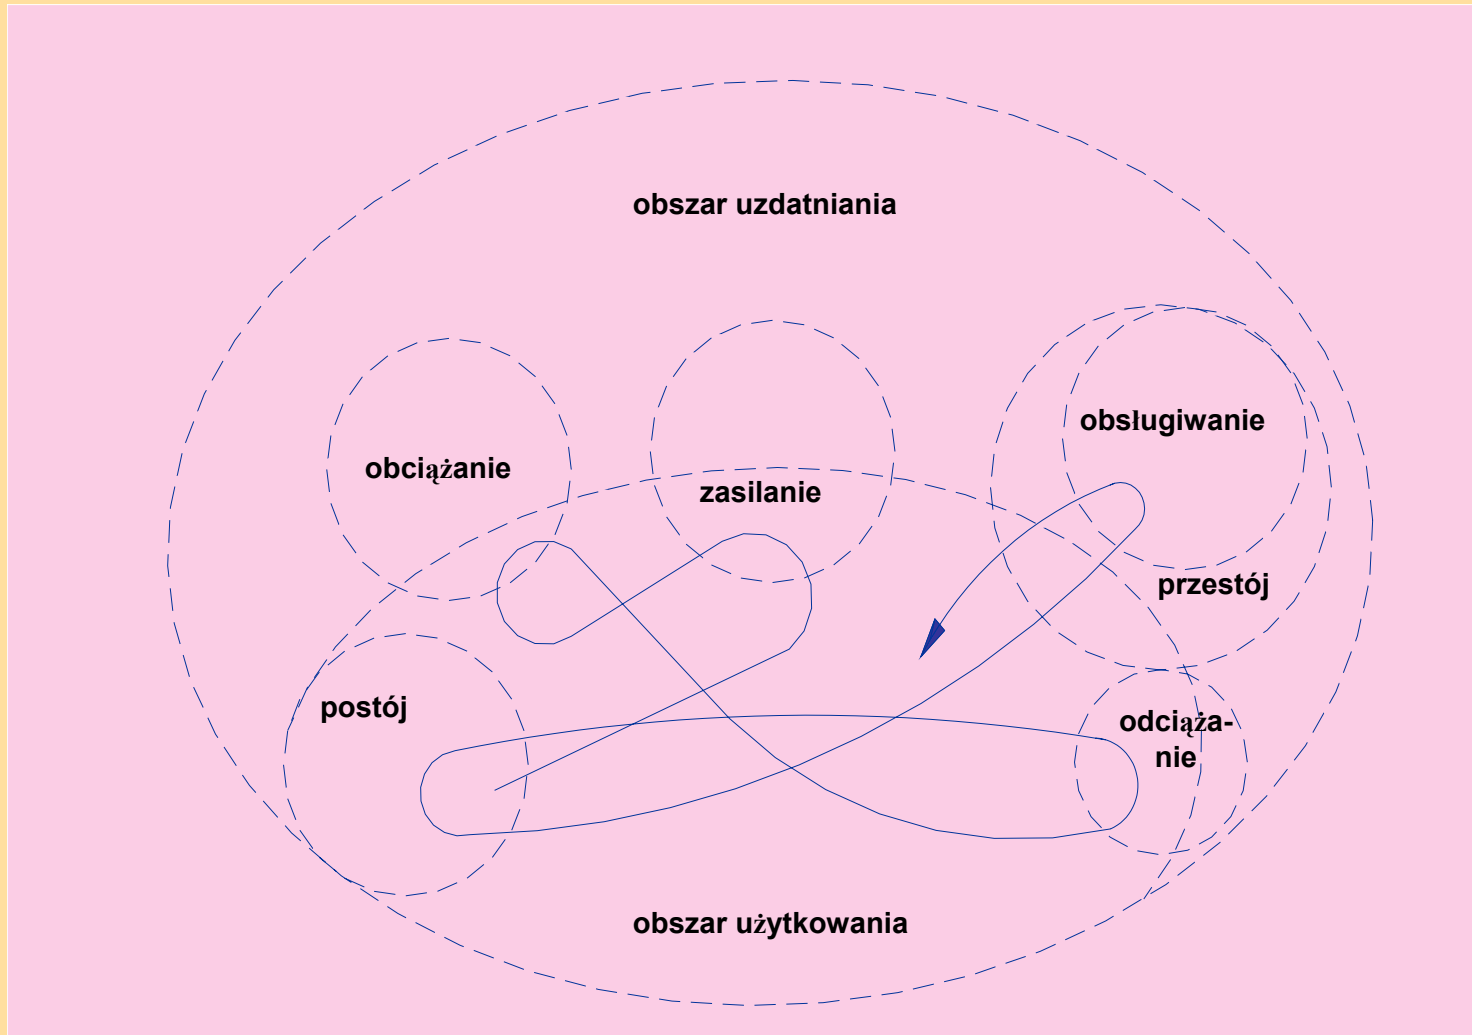 obszar uzdatniania
obsługiwanie
obciążanie
zasilanie
przestój
postój
odciąża-
nie
obszar użytkowania